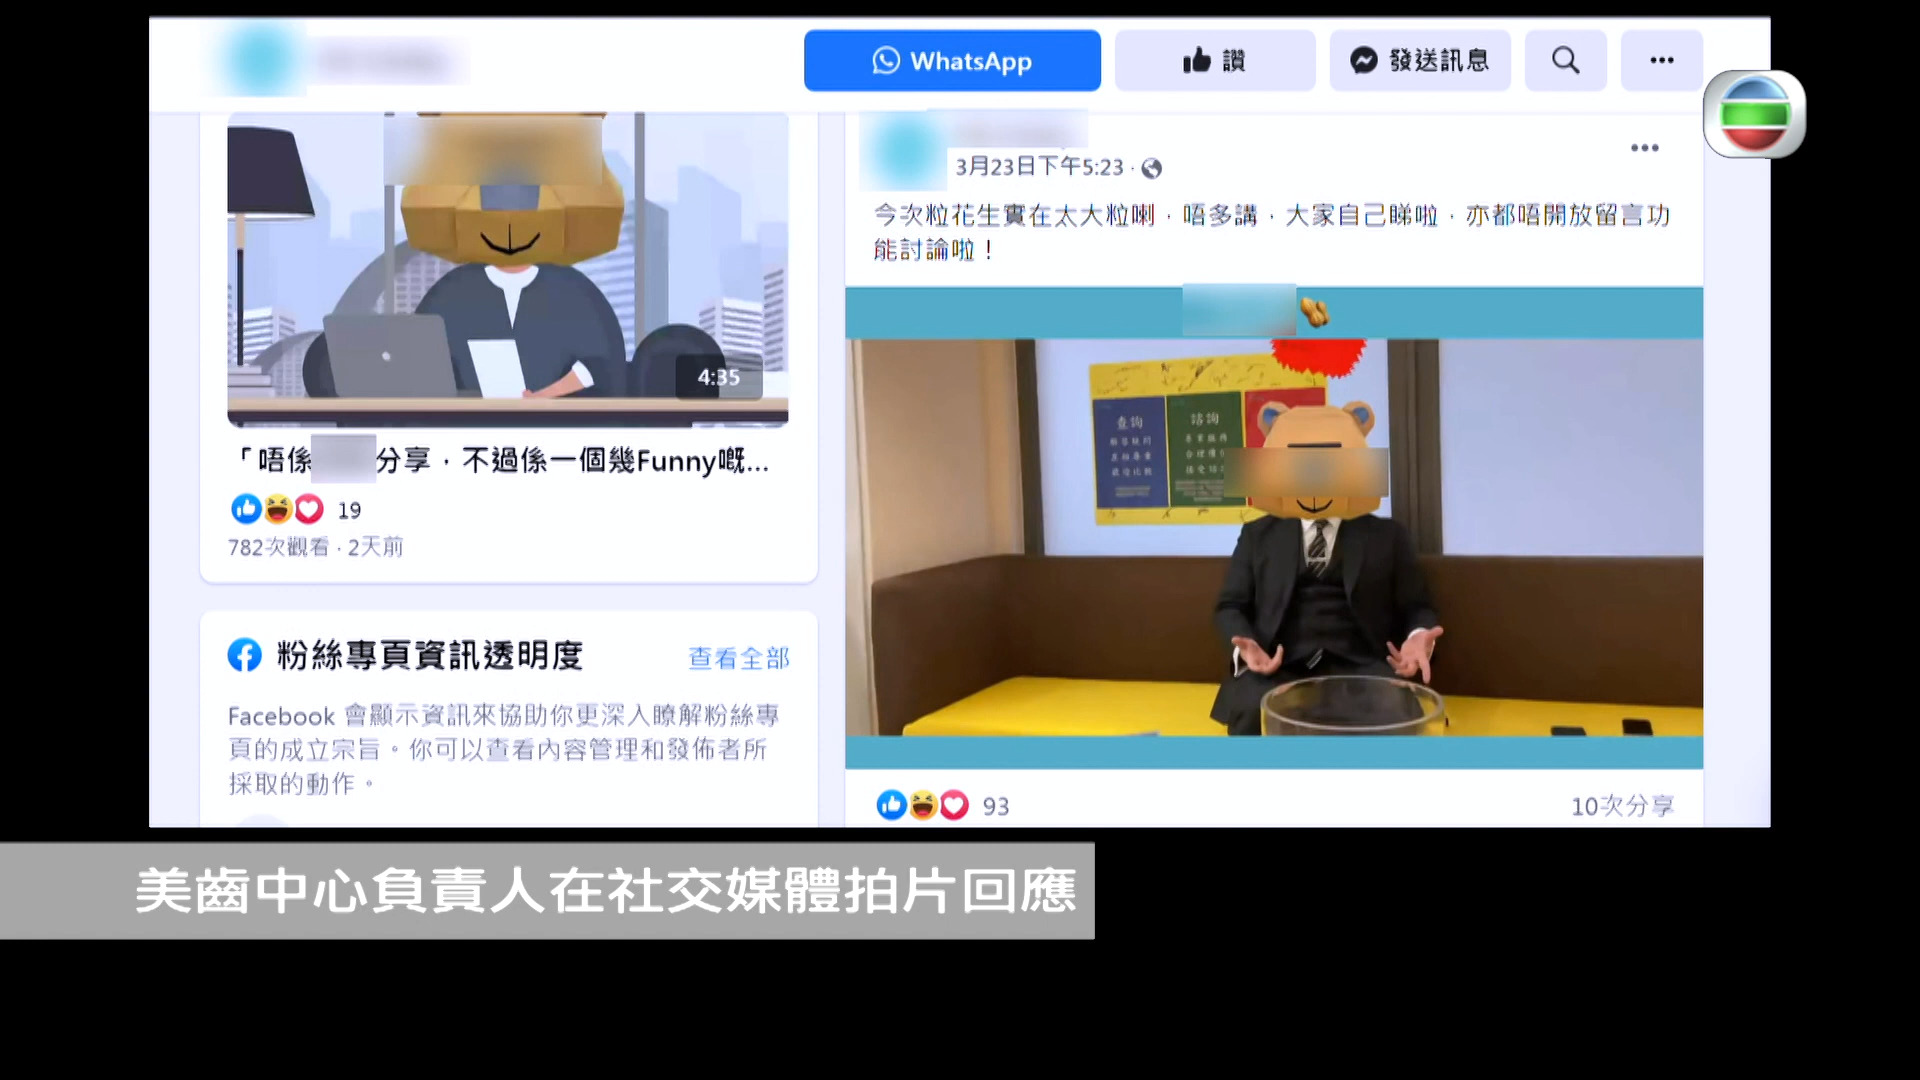 WhatsApp
讚
發送訊息
3月23日下午5:23
今次粒花生實在太大粒喇，唔多講，大家自己睇啦，亦都唔開放留言功
能討論啦！
4:35
「唔係
分享，不過係一個幾Funny嘅...
19
782次觀看 · 2天前
查詢
諮詢
粉絲專頁資訊透明度
查看全部
Facebook 會顯示資訊來協助你更深入瞭解粉絲專
頁的成立宗旨。你可以查看內容管理和發佈者所
採取的動作。
93
10次分享
美齒中心負責人在社交媒體拍片回應